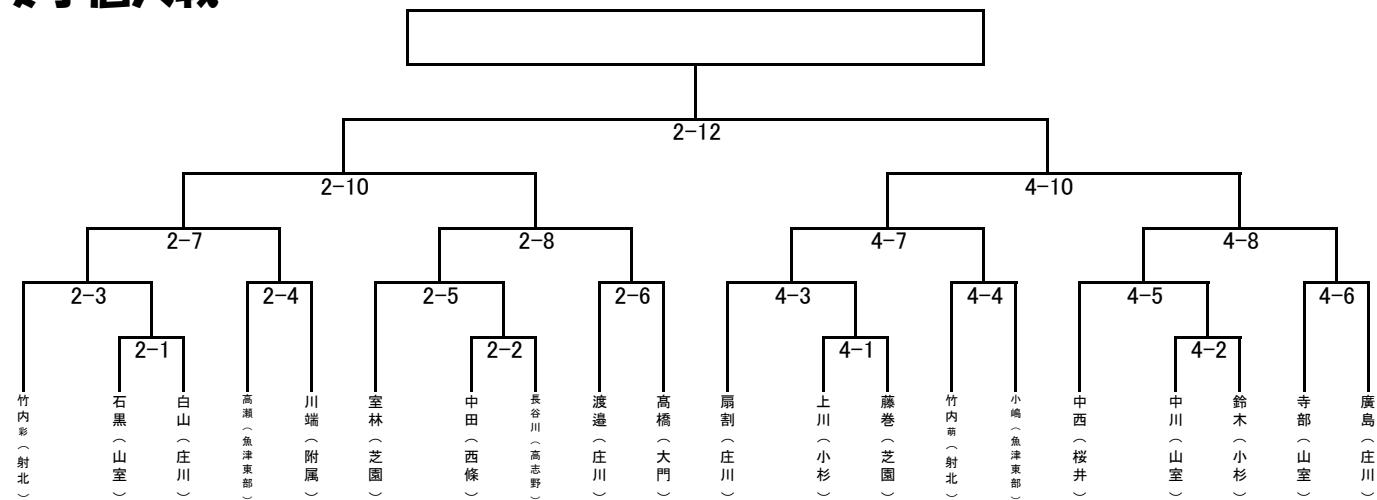 2-12
2-10
4-10
2-7
2-8
4-7
4-8
2-3
2-4
2-5
2-6
4-3
4-4
4-5
4-6
2-1
2-2
4-1
4-2
竹内彩(射北)
石黒(山室)
白山(庄川)
高瀬(魚津東部)
川端(附属)
室林(芝園)
中田(西條)
長谷川(高志野)
渡邉(庄川)
髙橋(大門)
扇割(庄川)
上川(小杉)
藤巻(芝園)
竹内萌(射北)
小嶋(魚津東部)
中西(桜井)
中川(山室)
鈴木(小杉)
寺部(山室)
廣島(庄川)